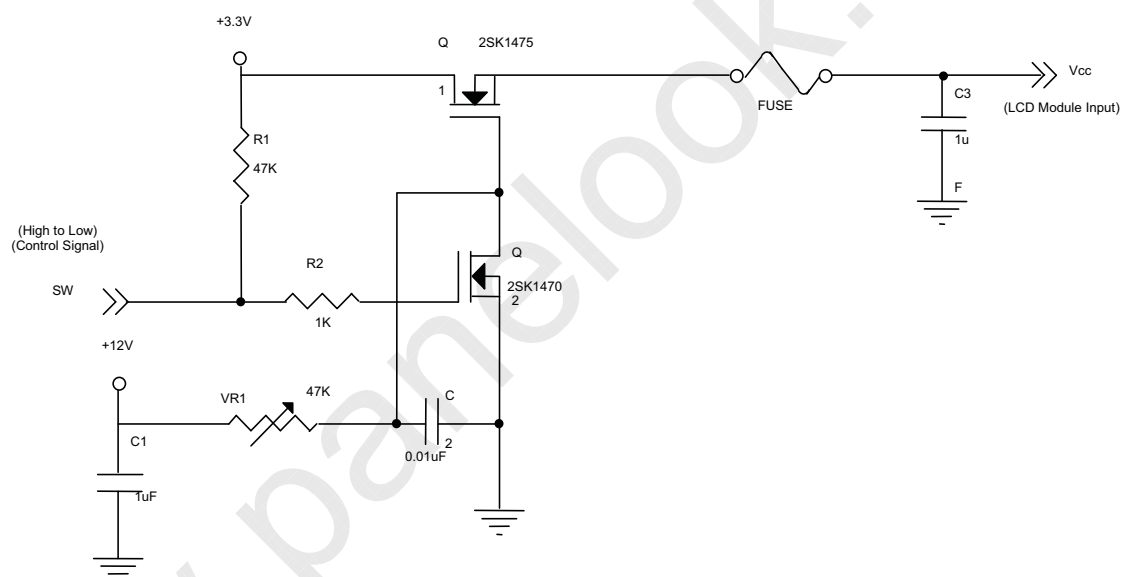 +3.3V
Q 2SK1475
1
FUSE
C3
Vcc
(LCD Module Input)
1u
F
R1
47K
(High to Low)
(Control Signal)
SW
R2
1K
Q
2SK1470
2
+12V
VR1
47K
C
2
0.01uF
C1
1uF
panelook.